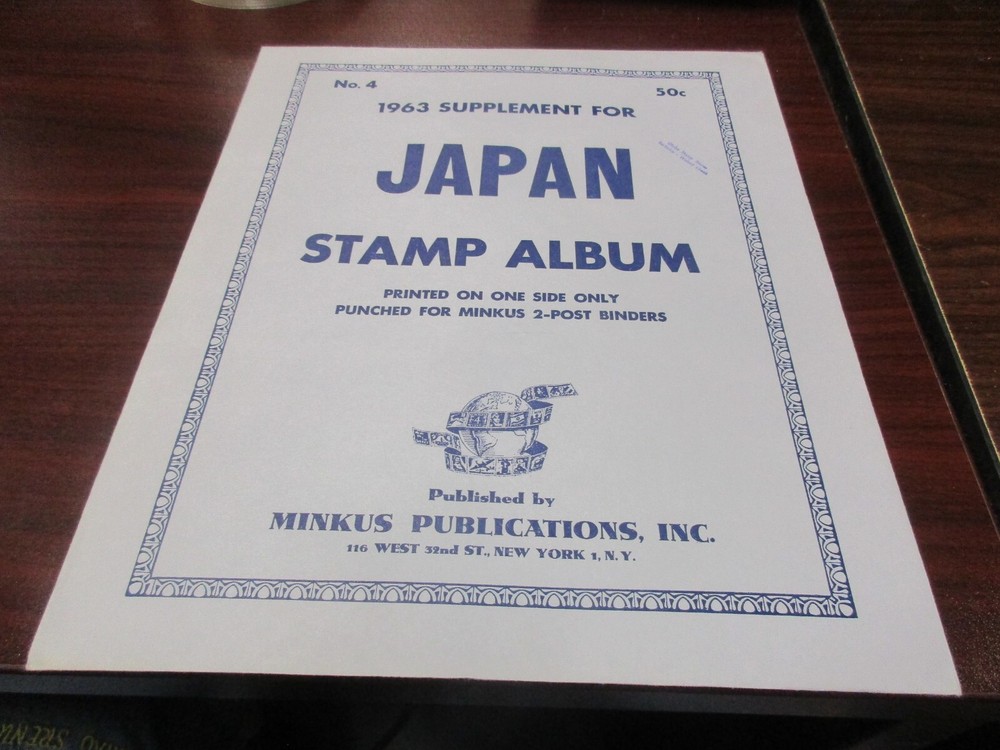 No. 4
50c
1963 SUPPLEMENT FOR
JAPAN
STAMP ALBUM
PRINTED ON ONE SIDE ONLY
PUNCHED FOR MINKUS 2-POST BINDERS
Published by
MINKUS PUBLICATIONS, INC.
116 WEST 32nd ST., NEW YORK 1, N.Y.